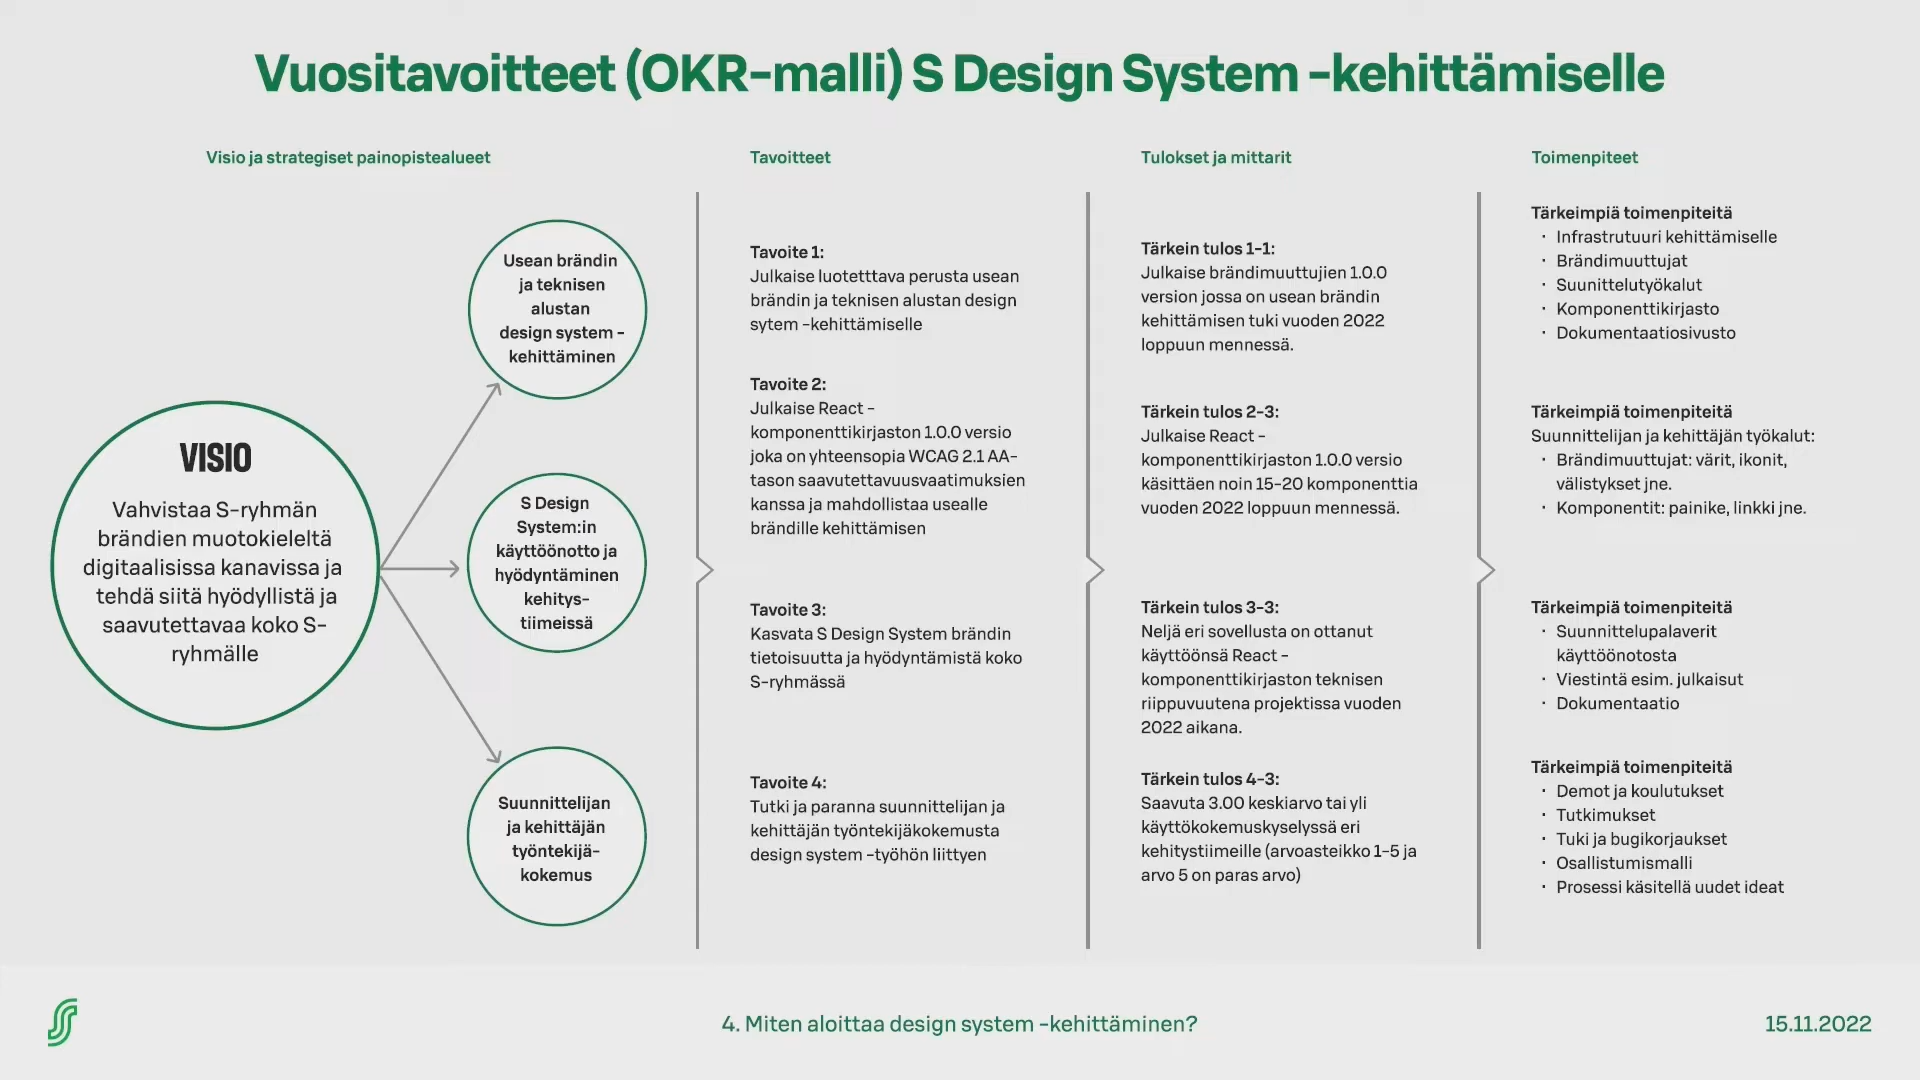 Vuositavoitteet (OKR-malli) S Design System -kehittämiselle
Visio ja strategiset painopistealueet
VISIO
Vahvistaa S-ryhmän
brändien muotokieleltä
digitaalisissa kanavissa ja
tehdä siitä hyödyllistä ja
saavutettavaa koko S-
ryhmälle
Usean brändin
ja teknisen
alustan
design system -
kehittäminen
S Design
System:in
käyttöönotto ja
hyödyntäminen
kehitys-
tiimeissä
Suunnittelijan
ja kehittäjän
työntekijä-
kokemus
Tavoitteet
Tavoite 1:
Julkaise luotetttava perusta usean
brändin ja teknisen alustan design
sytem -kehittämiselle
Tavoite 2:
Julkaise React -
komponenttikirjaston 1.0.0 versio
joka on yhteensopia WCAG 2.1 AA-
tason saavutettavuusvaatimuksien
kanssa ja mahdollistaa usealle
brändille kehittämisen
Tavoite 3:
Kasvata S Design System brändin
tietoisuutta ja hyödyntämistä koko
S-ryhmässä
Tavoite 4:
Tutki ja paranna suunnittelijan ja
kehittäjän työntekijäkokemusta
design system -työhön liittyen
Tulokset ja mittarit
Tärkein tulos 1-1:
Julkaise brändimuuttujien 1.0.0
version jossa on usean brändin
kehittämisen tuki vuoden 2022
loppuun mennessä.
Tärkein tulos 2-3:
Julkaise React -
komponenttikirjaston 1.0.0 versio
käsittäen noin 15-20 komponenttia
vuoden 2022 loppuun mennessä.
Tärkein tulos 3-3:
Neljä eri sovellusta on ottanut
käyttöönsä React -
komponenttikirjaston teknisen
riippuvuutena projektissa vuoden
2022 aikana.
Tärkein tulos 4-3:
Saavuta 3.00 keskiarvo tai yli
käyttökokemuskyselyssä eri
kehitystiimeille (arvoasteikko 1-5 ja
arvo 5 on paras arvo)
Toimenpiteet
Tärkeimpiä toimenpiteitä
· Infrastrutuuri kehittämiselle
· Brändimuuttujat
· Suunittelutyökalut
· Komponenttikirjasto
· Dokumentaatiosivusto
Tärkeimpiä toimenpiteitä
Suunnittelijan ja kehittäjän työkalut:
· Brändimuuttujat: värit, ikonit,
välistykset jne.
· Komponentit: painike, linkki jne.
Tärkeimpiä toimenpiteitä
· Suunnittelupalaverit
käyttöönotosta
· Viestintä esim. julkaisut
· Dokumentaatio
Tärkeimpiä toimenpiteitä
· Demot ja koulutukset
· Tutkimukset
· Tuki ja bugikorjaukset
· Osallistumismalli
· Prosessi käsitellä uudet ideat
4. Miten aloittaa design system -kehittäminen?
15.11.2022